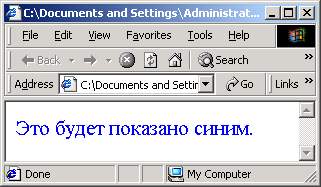 C:\Documents and Settings\Administrat...
File Edit View Favorites Tools Help
Back Search
Address C:\Documents and Settin Go Links »
Это будет показано синим.
Done My Computer